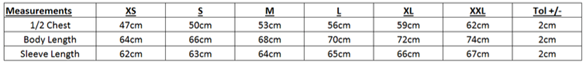 Measurements XS S M L XL XXL Tol +/-
1/2 Chest 47cm 50cm 53cm 56cm 59cm 62cm 2cm
Body Length 64cm 66cm 68cm 70cm 72cm 74cm 2cm
Sleeve Length 62cm 63cm 64cm 65cm 66cm 67cm 2cm